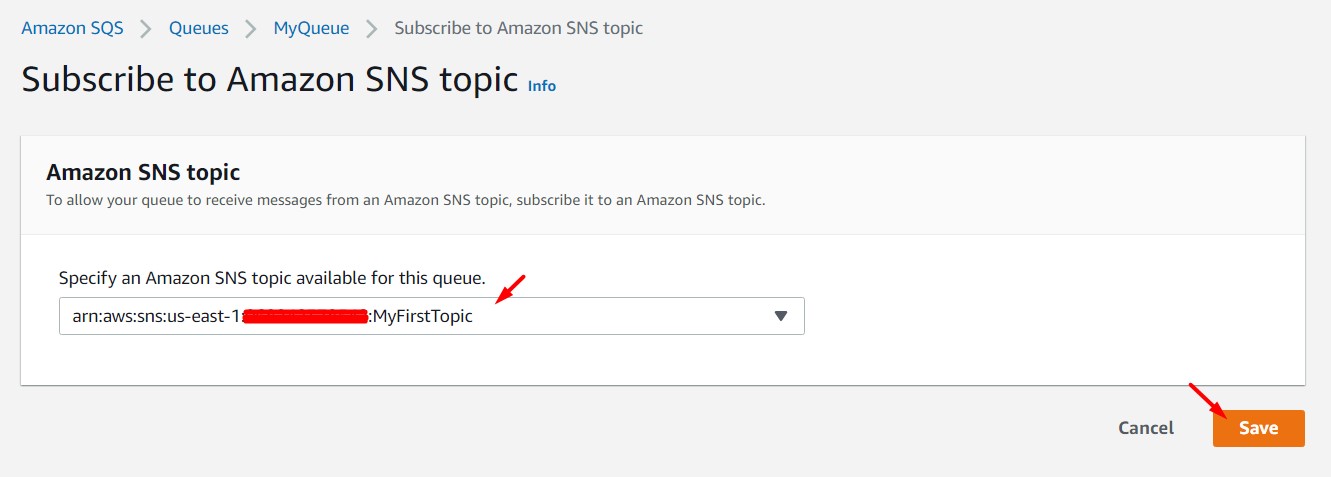 Amazon SQS > Queues > MyQueue > Subscribe to Amazon SNS topic
Subscribe to Amazon SNS topic Info
Amazon SNS topic
To allow your queue to receive messages from an Amazon SNS topic, subscribe it to an Amazon SNS topic.
Specify an Amazon SNS topic available for this queue.
arn:aws:sns:us-east-1: :MyFirstTopic
Cancel Save